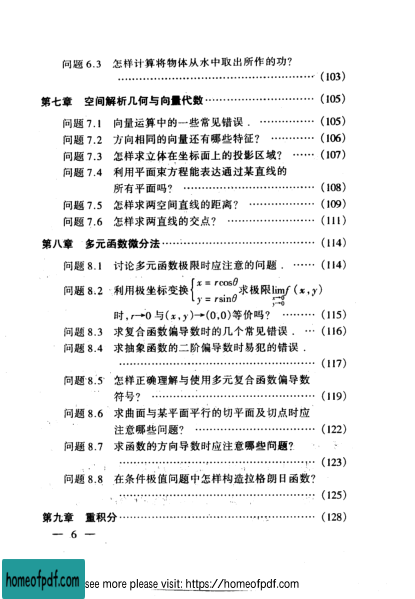 问题 6.3 怎样计算将物体从水中取出所作的功?
…………………………………………… (103)
第七章 空间解析几何与向量代数………………… (105)
问题 7.1 向量运算中的一些常见错误. ………… (105)
问题 7.2 方向相同的向量还有哪些特征? ……… (106)
问题 7.3 怎样求立体在坐标面上的投影区域? …… (107)
问题 7.4 利用平面束方程能表达通过某直线的
所有平面吗? ……………………… (108)
问题 7.5 怎样求两空间直线的距离? …………… (109)
问题 7.6 怎样求两直线的交点? ………………… (111)
第八章 多元函数微分法…………………………… (114)
问题 8.1 讨论多元函数极限时应注意的问题. …… (114)
问题 8.2 利用极坐标变换{x = rcosθ y = rsinθ 求极限lim x→0 y→0 f(x,y)
时,r→0 与(x,y)→(0,0)等价吗? ……… (115)
问题 8.3 求复合函数偏导数时的几个常见错误. … (116)
问题 8.4 求抽象函数的二阶偏导数时易犯的错误.
…………………………………………… (117)
问题 8.5 怎样正确理解与使用多元复合函数偏导数
符号? ……………………………… (119)
问题 8.6 求曲面与某平面平行的切平面及切点时应
注意哪些问题? …………………… (122)
问题 8.7 求函数的方向导数时应注意哪些问题?
…………………………………………… (123)
问题 8.8 在条件极值问题中怎样构造拉格朗日函数?
…………………………………………… (125)
第九章 重积分……………………………………… (128)
— 6 —
homeofpdf.com
see more please visit: https://homeofpdf.com